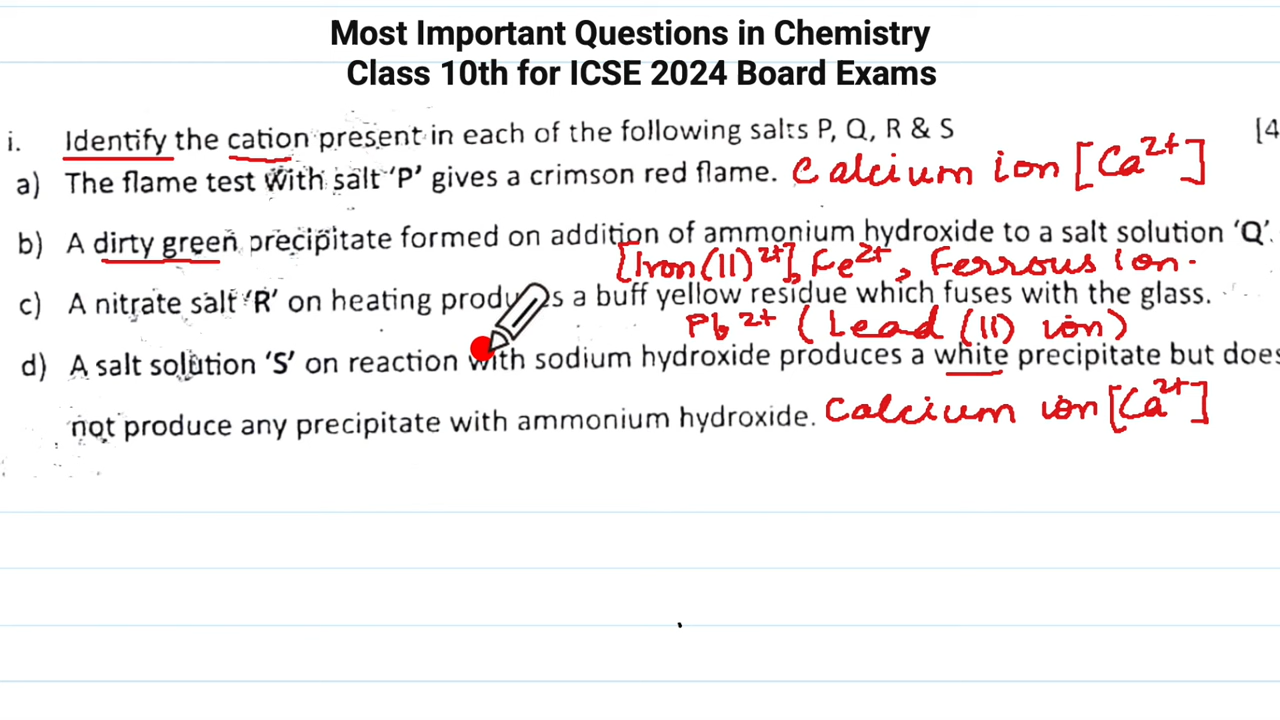 Most Important Questions in Chemistry
Class 10th for ICSE 2024 Board Exams
i. Identify the cation present in each of the following salts P, Q, R & S [4
a) The flame test with salt 'P' gives a crimson red flame. Calcium ion [Ca²⁺]
b) A dirty green precipitate formed on addition of ammonium hydroxide to a salt solution 'Q'.
[Iron(II)²⁺], Fe²⁺, Ferrous ion.
c) A nitrate salt 'R' on heating produ s a buff yellow residue which fuses with the glass.
Pb²⁺ (Lead (II) ion)
d) A salt solution 'S' on reaction with sodium hydroxide produces a white precipitate but does
not produce any precipitate with ammonium hydroxide. Calcium ion [Ca²⁺]